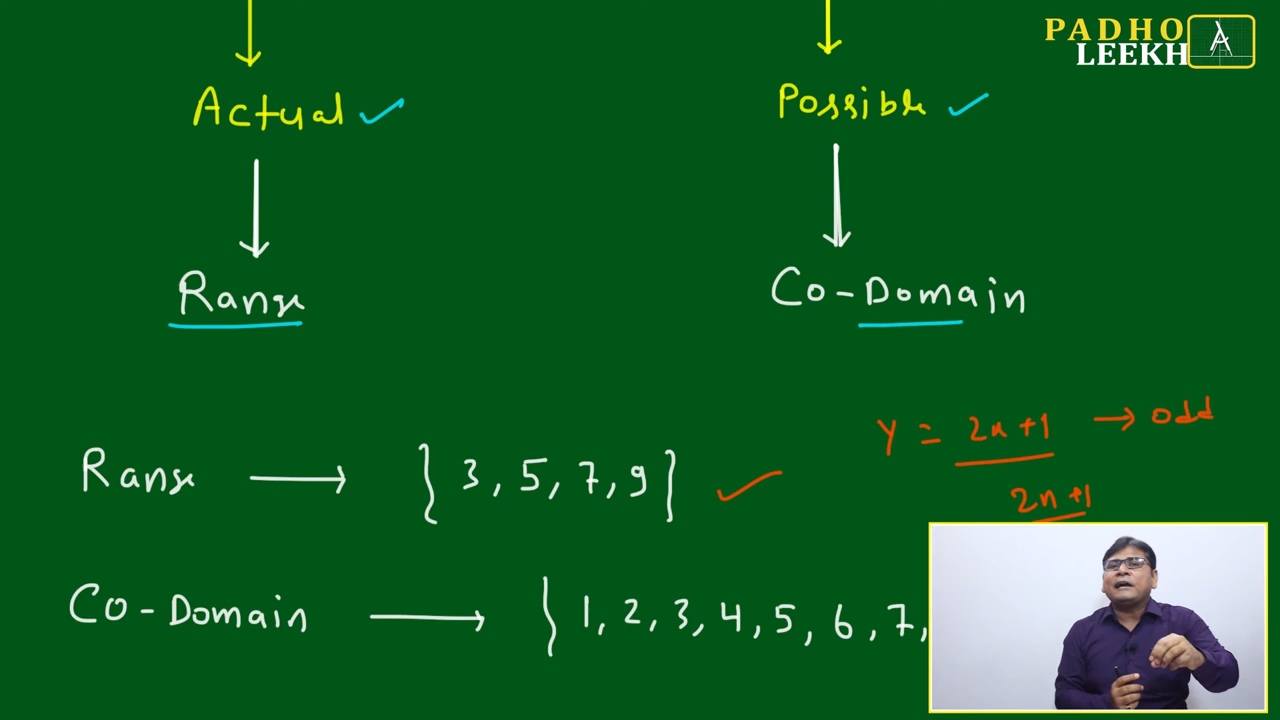 PADHO
LEEKH
Actual
Possible
Range
Co-Domain
y = 2x+1 → odd
Range → { 3, 5, 7, 9 }
2n+1
Co-Domain → { 1, 2, 3, 4, 5, 6, 7,